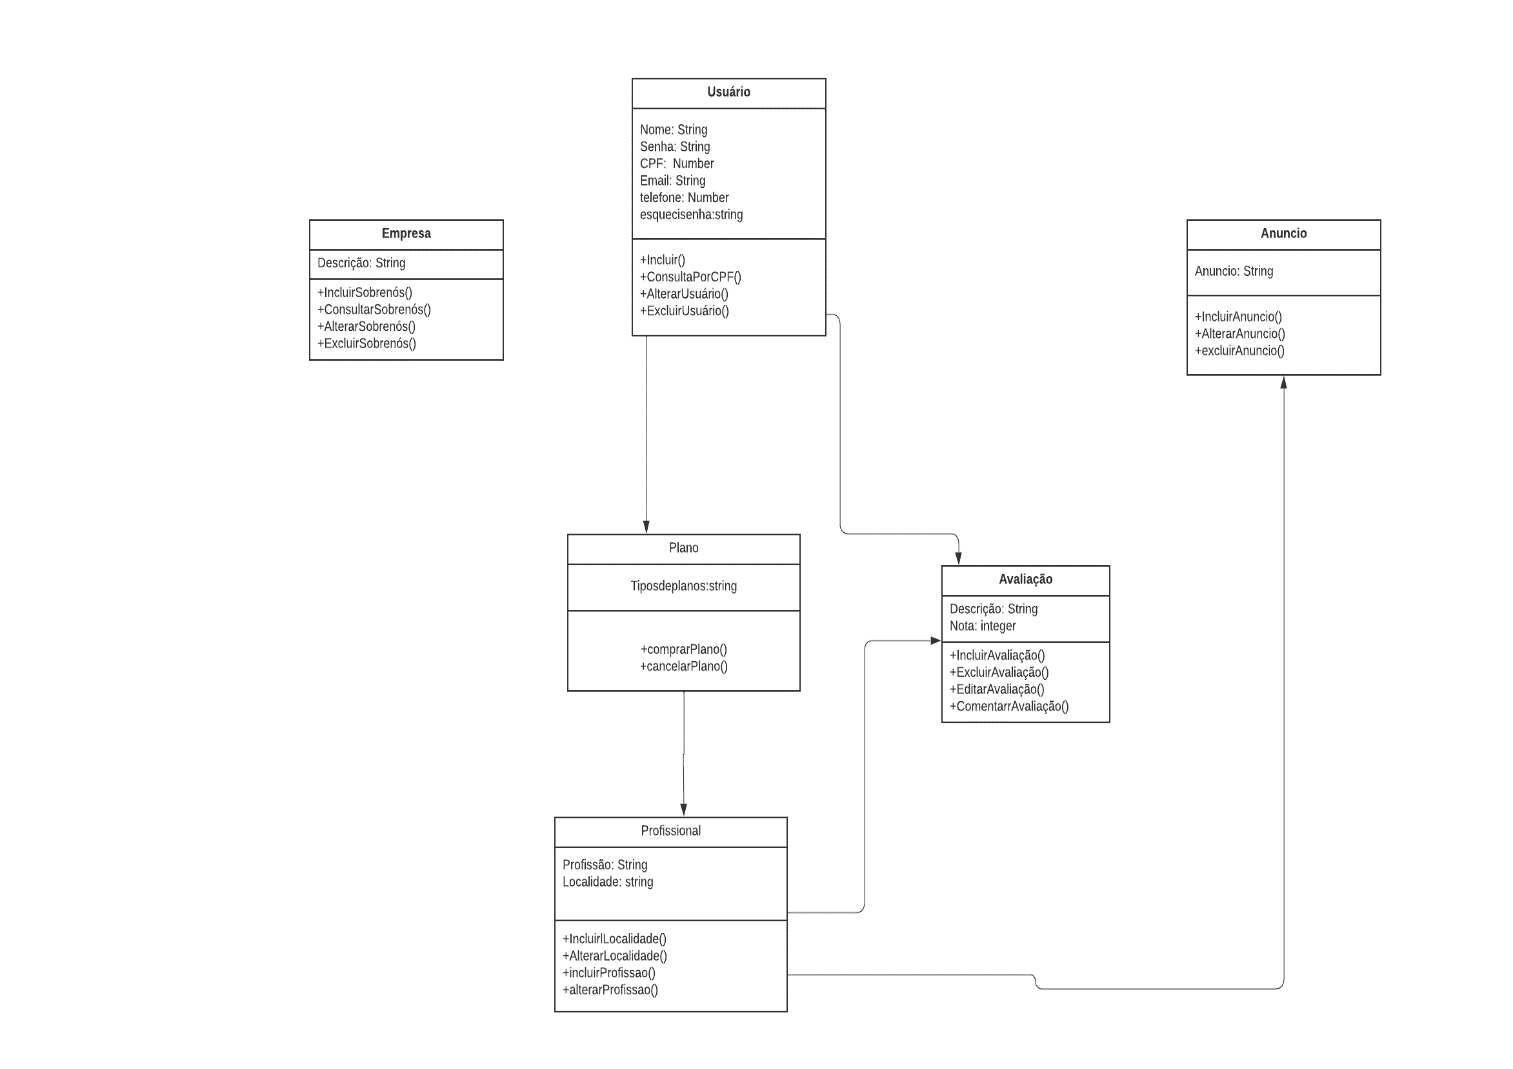 Usuário
Nome: String
Senha: String
CPF:  Number
Email: String
telefone: Number
esquecisenha:string
+Incluir()
+ConsultaPorCPF()
+AlterarUsuário()
+ExcluirUsuário()
Empresa
Descrição: String
+IncluirSobrenós()
+ConsultarSobrenós()
+AlterarSobrenós()
+ExcluirSobrenós()
Anuncio
Anuncio: String
+IncluirAnuncio()
+AlterarAnuncio()
+excluirAnuncio()
Plano
Tiposdeplanos:string
+comprarPlano()
+cancelarPlano()
Avaliação
Descrição: String
Nota: integer
+IncluirAvaliação()
+ExcluirAvaliação()
+EditarAvaliação()
+ComentarrAvaliação()
Profissional
Profissão: String
Localidade: string
+IncluirlLocalidade()
+AlterarLocalidade()
+incluirProfissao()
+alterarProfissao()